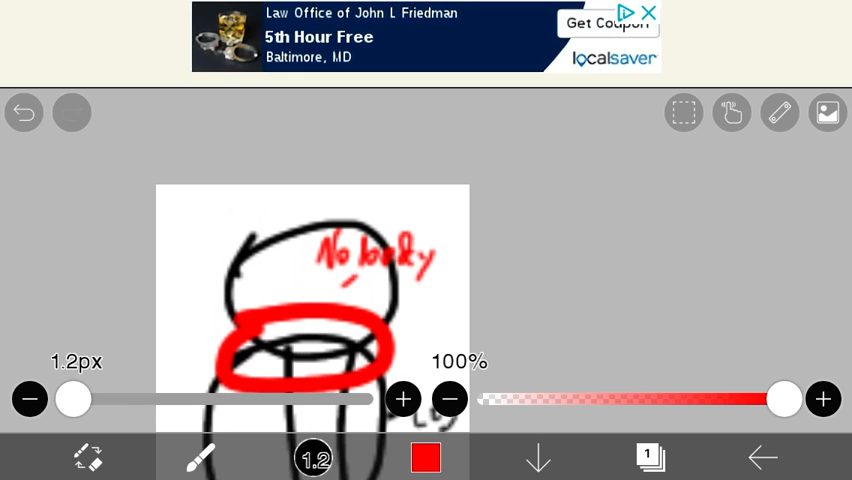 Law Office of John L Friedman
5th Hour Free
Baltimore, MD
Get Coupon
localsaver
No body
1.2px
100%
1.2
1